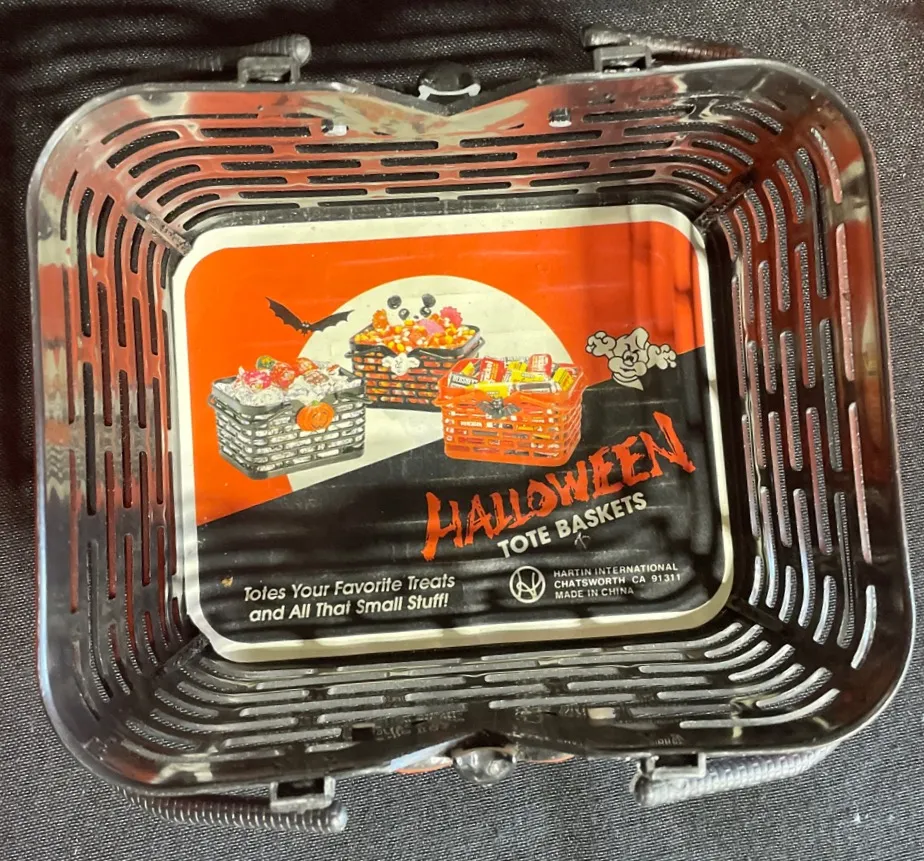 HERSHEY'S
HALLOWEEN
TOTE BASKETS
Totes Your Favorite Treats
and All That Small Stuff!
HARTIN INTERNATIONAL
CHATSWORTH CA 91311
MADE IN CHINA